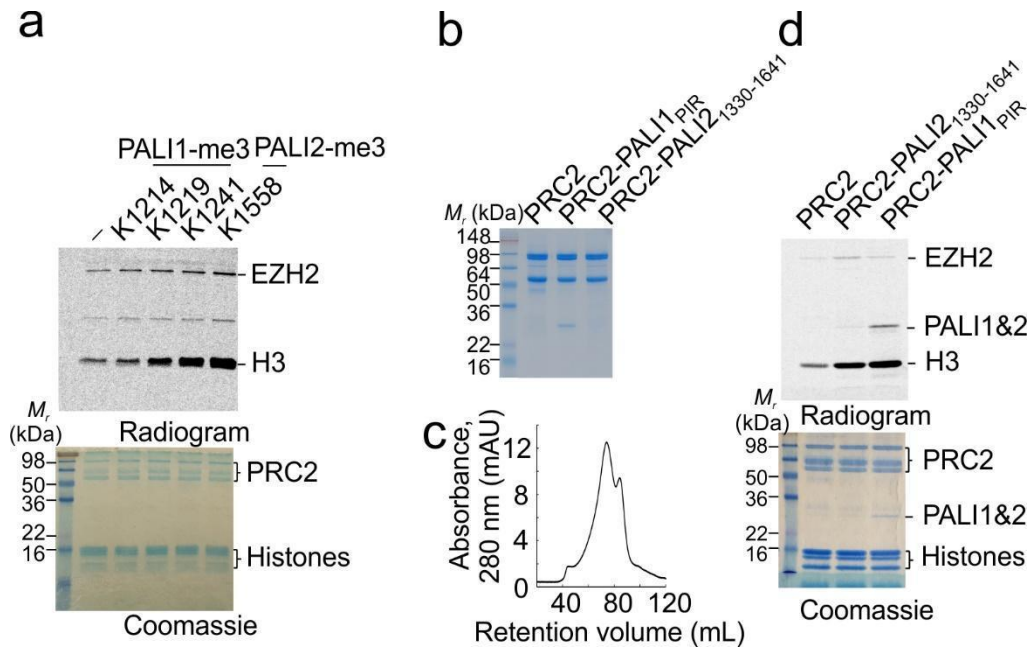 a
PALI1-me3 PALI2-me3
– K1214 K1219 K1241 K1558
EZH2
H3
Radiogram
Mr
(kDa)
98
50
36
22
16
PRC2
Histones
Coomassie
b
PRC2 PRC2-PALI1PIR PRC2-PALI21330-1641
Mr (kDa)
148
98
64
50
36
22
16
c
Absorbance,
280 nm (mAU)
12
8
4
0
40 80 120
Retention volume (mL)
d
PRC2 PRC2-PALI21330-1641 PRC2-PALI1PIR
EZH2
PALI1&2
H3
Radiogram
Mr
(kDa)
98
50
36
22
16
PRC2
PALI1&2
Histones
Coomassie